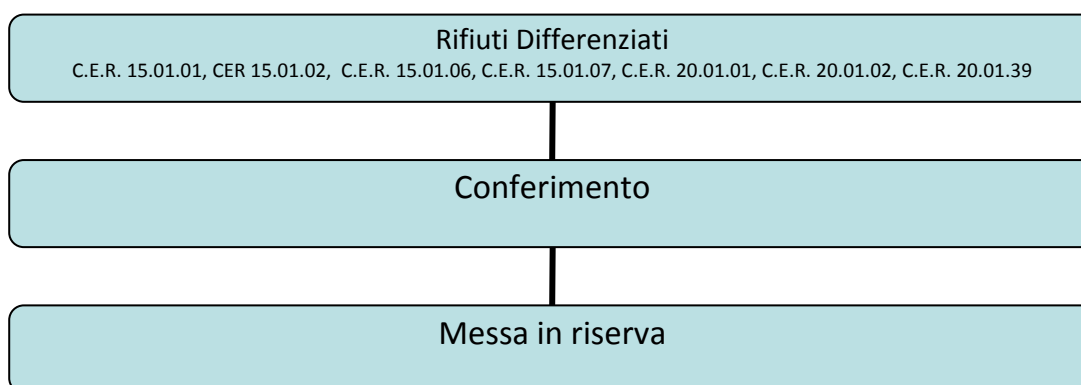 Rifiuti Differenziati
C.E.R. 15.01.01, CER 15.01.02, C.E.R. 15.01.06, C.E.R. 15.01.07, C.E.R. 20.01.01, C.E.R. 20.01.02, C.E.R. 20.01.39
Conferimento
Messa in riserva